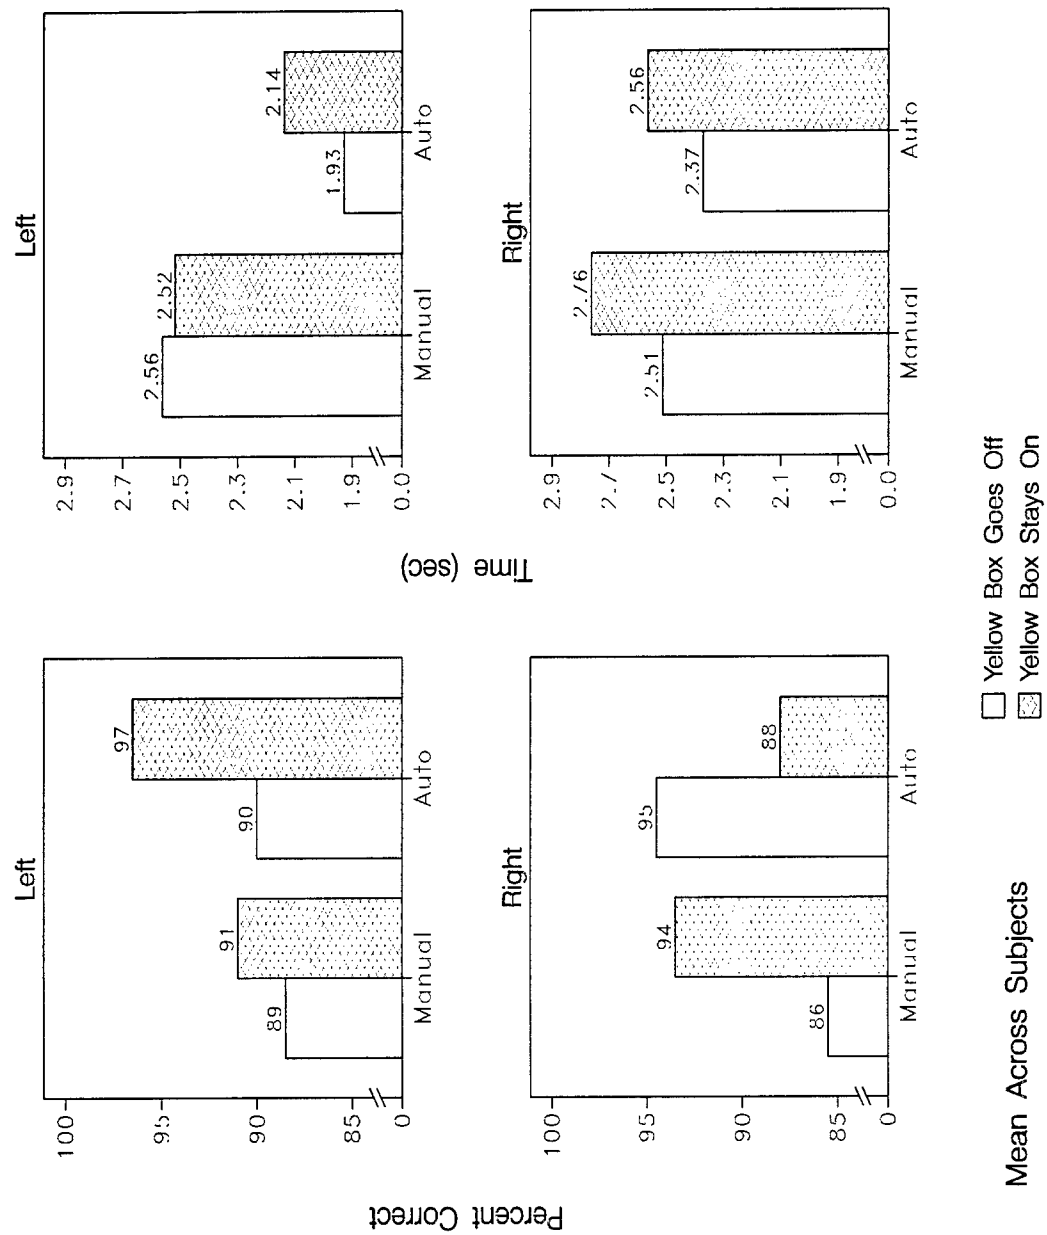 Percent Correct
Left
100
95
90
85
0
89
91
90
97
Manual
Auto
Right
100
95
90
85
0
86
94
95
88
Manual
Auto
Time (sec)
Left
2.9
2.7
2.5
2.3
2.1
1.9
0.0
2.56
2.52
1.93
2.14
Manual
Auto
Right
2.9
2.7
2.5
2.3
2.1
1.9
0.0
2.51
2.76
2.37
2.56
Manual
Auto
Mean Across Subjects
Yellow Box Goes Off
Yellow Box Stays On